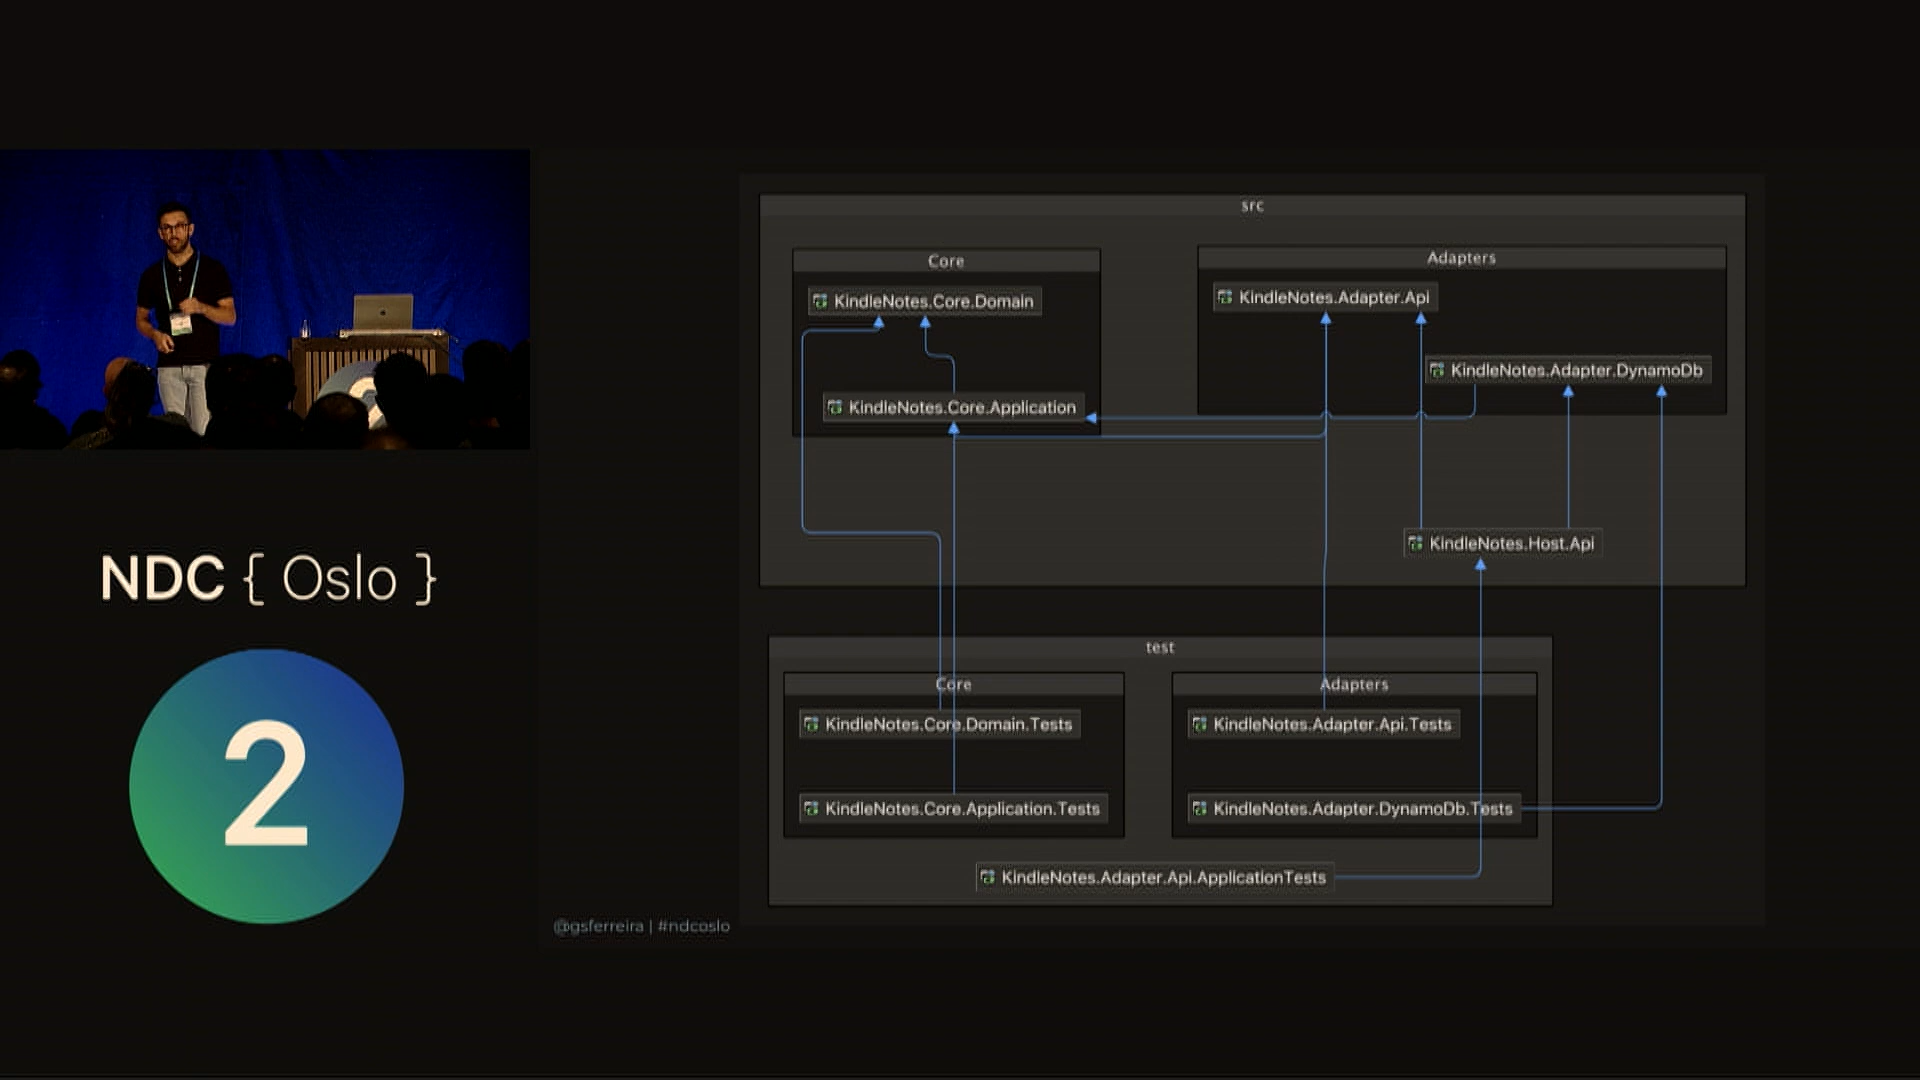 NDC { Oslo }
2
src
Core
KindleNotes.Core.Domain
KindleNotes.Core.Application
Adapters
KindleNotes.Adapter.Api
KindleNotes.Adapter.DynamoDb
KindleNotes.Host.Api
test
Core
KindleNotes.Core.Domain.Tests
KindleNotes.Core.Application.Tests
Adapters
KindleNotes.Adapter.Api.Tests
KindleNotes.Adapter.DynamoDb.Tests
KindleNotes.Adapter.Api.ApplicationTests
@gsferreira | #ndcoslo